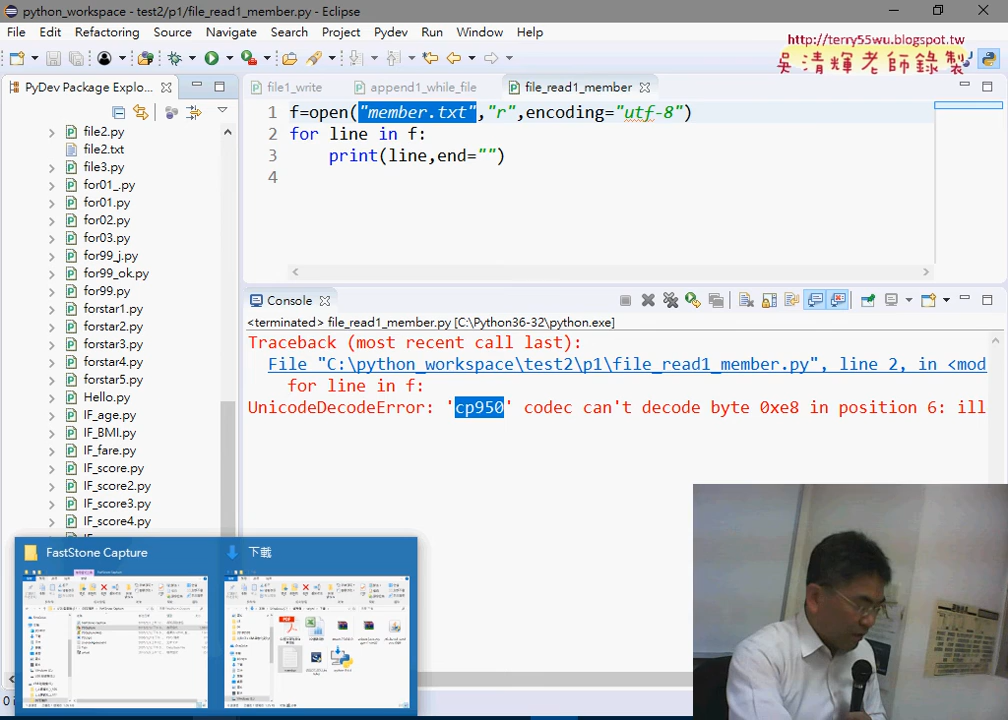 python_workspace - test2/p1/file_read1_member.py - Eclipse
File Edit Refactoring Source Navigate Search Project Pydev Run Window Help
http://terry55wu.blogspot.tw
吳清輝老師錄製
PyDev Package Explo...
file1_write
append1_while_file
file_read1_member
1 f=open("member.txt","r",encoding="utf-8")
2 for line in f:
3 print(line,end="")
4
file2.py
file2.txt
file3.py
for01_.py
for01.py
for02.py
for03.py
for99_j.py
for99_ok.py
for99.py
forstar1.py
forstar2.py
forstar3.py
forstar4.py
forstar5.py
Hello.py
IF_age.py
IF_BMI.py
IF_fare.py
IF_score.py
IF_score2.py
IF_score3.py
IF_score4.py
Console
<terminated> file_read1_member.py [C:\Python36-32\python.exe]
Traceback (most recent call last):
File "C:\python_workspace\test2\p1\file_read1_member.py", line 2, in <mod
for line in f:
UnicodeDecodeError: 'cp950' codec can't decode byte 0xe8 in position 6: ill
FastStone Capture
下載